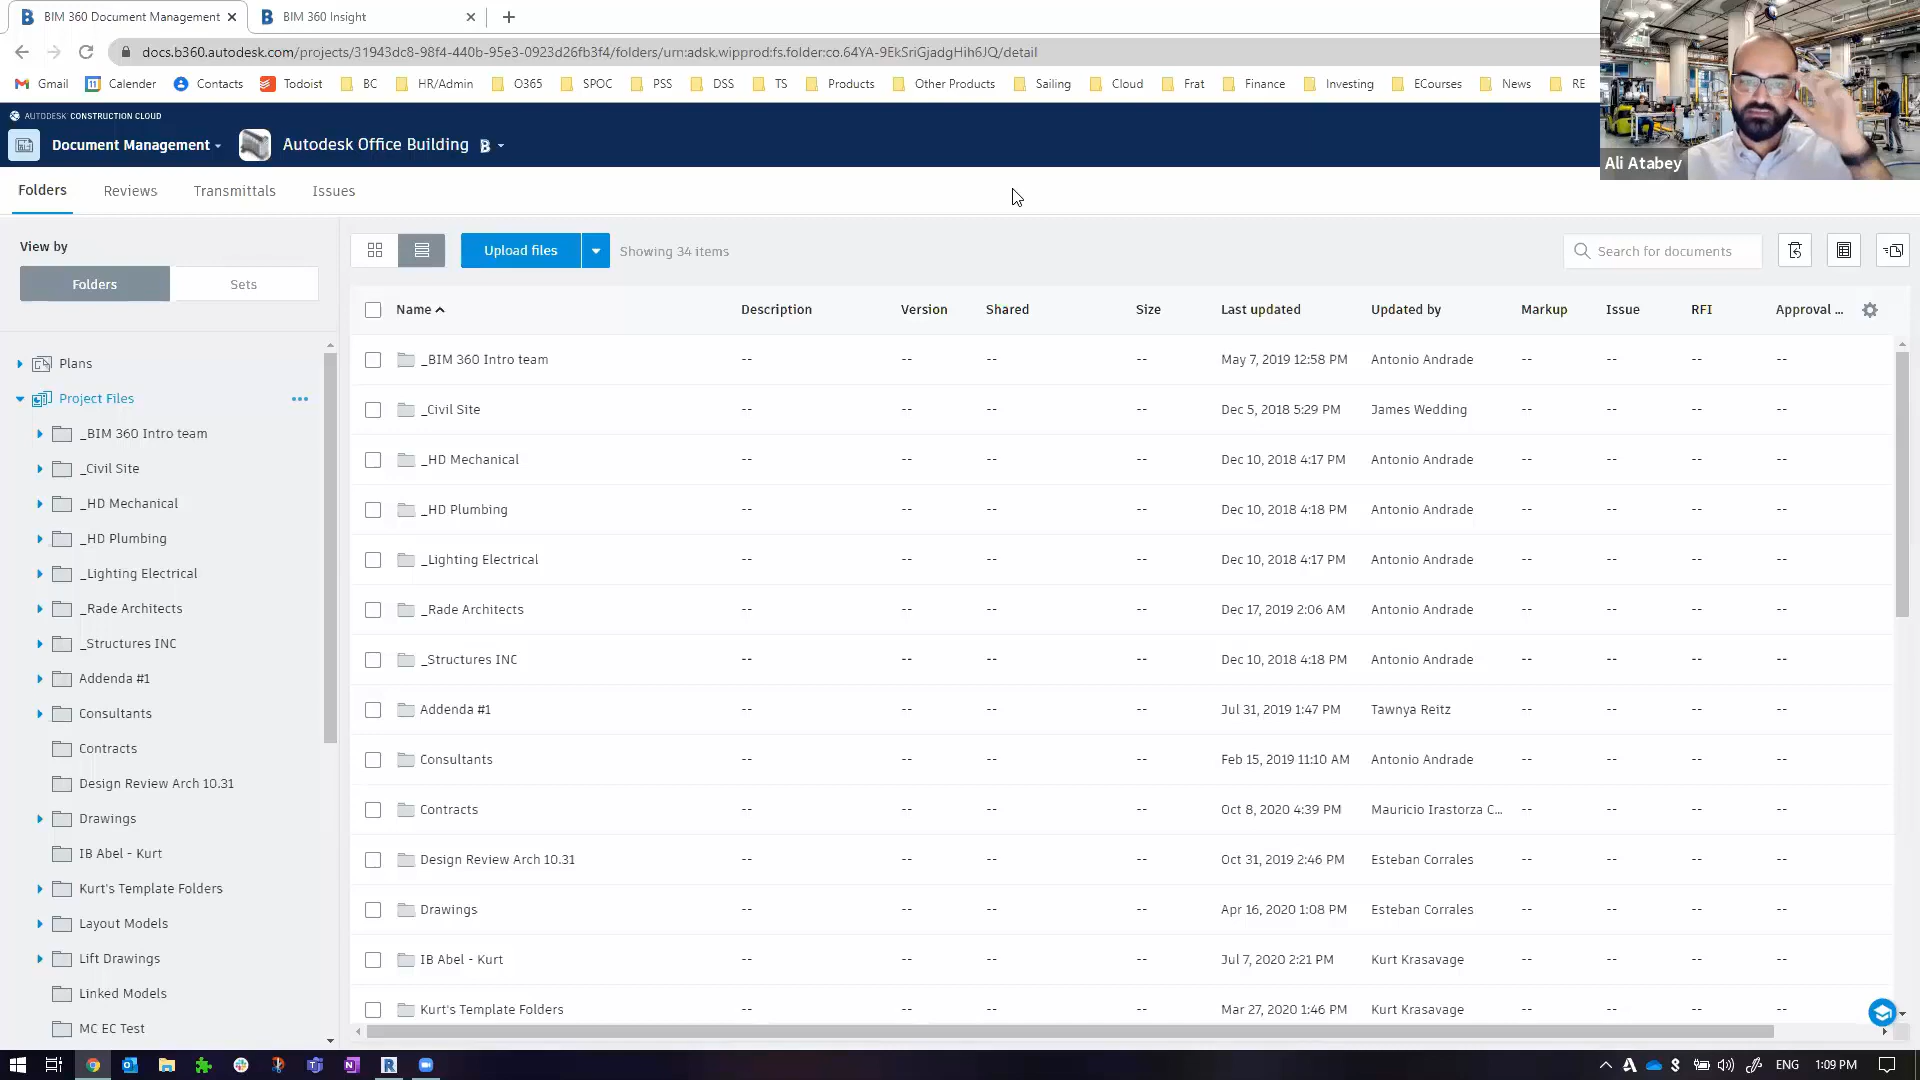 BIM 360 Document Management
BIM 360 Insight
docs.b360.autodesk.com/projects/31943dc8-98f4-440b-95e3-0923d26fb3f4/folders/urn:adsk.wipprod:fs.folder:co.64YA-9EkSriGjadgHih6JQ/detail
Gmail Calender Contacts Todoist BC HR/Admin O365 SPOC PSS DSS TS Products Other Products Sailing Cloud Frat Finance Investing ECourses News RE
AUTODESK CONSTRUCTION CLOUD
Document Management
Autodesk Office Building
Ali Atabey
Folders Reviews Transmittals Issues
View by
Folders Sets
Upload files
Showing 34 items
Search for documents
Plans
Project Files
_BIM 360 Intro team
_Civil Site
_HD Mechanical
_HD Plumbing
_Lighting Electrical
_Rade Architects
_Structures INC
Addenda #1
Consultants
Contracts
Design Review Arch 10.31
Drawings
IB Abel - Kurt
Kurt's Template Folders
Layout Models
Lift Drawings
Linked Models
MC EC Test
Name Description Version Shared Size Last updated Updated by Markup Issue RFI Approval ...
_BIM 360 Intro team -- -- -- -- May 7, 2019 12:58 PM Antonio Andrade -- -- -- --
_Civil Site -- -- -- -- Dec 5, 2018 5:29 PM James Wedding -- -- -- --
_HD Mechanical -- -- -- -- Dec 10, 2018 4:17 PM Antonio Andrade -- -- -- --
_HD Plumbing -- -- -- -- Dec 10, 2018 4:18 PM Antonio Andrade -- -- -- --
_Lighting Electrical -- -- -- -- Dec 10, 2018 4:17 PM Antonio Andrade -- -- -- --
_Rade Architects -- -- -- -- Dec 17, 2019 2:06 AM Antonio Andrade -- -- -- --
_Structures INC -- -- -- -- Dec 10, 2018 4:18 PM Antonio Andrade -- -- -- --
Addenda #1 -- -- -- -- Jul 31, 2019 1:47 PM Tawnya Reitz -- -- -- --
Consultants -- -- -- -- Feb 15, 2019 11:10 AM Antonio Andrade -- -- -- --
Contracts -- -- -- -- Oct 8, 2020 4:39 PM Mauricio Irastorza C... -- -- -- --
Design Review Arch 10.31 -- -- -- -- Oct 31, 2019 2:46 PM Esteban Corrales -- -- -- --
Drawings -- -- -- -- Apr 16, 2020 1:08 PM Esteban Corrales -- -- -- --
IB Abel - Kurt -- -- -- -- Jul 7, 2020 2:21 PM Kurt Krasavage -- -- -- --
Kurt's Template Folders -- -- -- -- Mar 27, 2020 1:46 PM Kurt Krasavage -- -- -- --
ENG 1:09 PM